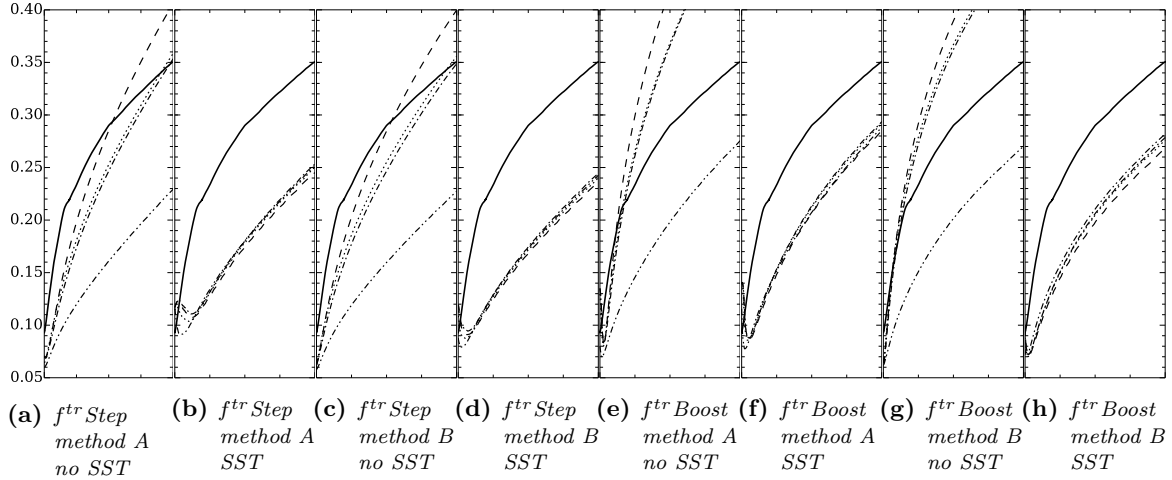 0.40
0.35
0.30
0.25
0.20
0.15
0.10
0.05
(a) f^{tr} Step
method A
no SST
(b) f^{tr} Step
method A
SST
(c) f^{tr} Step
method B
no SST
(d) f^{tr} Step
method B
SST
(e) f^{tr} Boost
method A
no SST
(f) f^{tr} Boost
method A
SST
(g) f^{tr} Boost
method B
no SST
(h) f^{tr} Boost
method B
SST